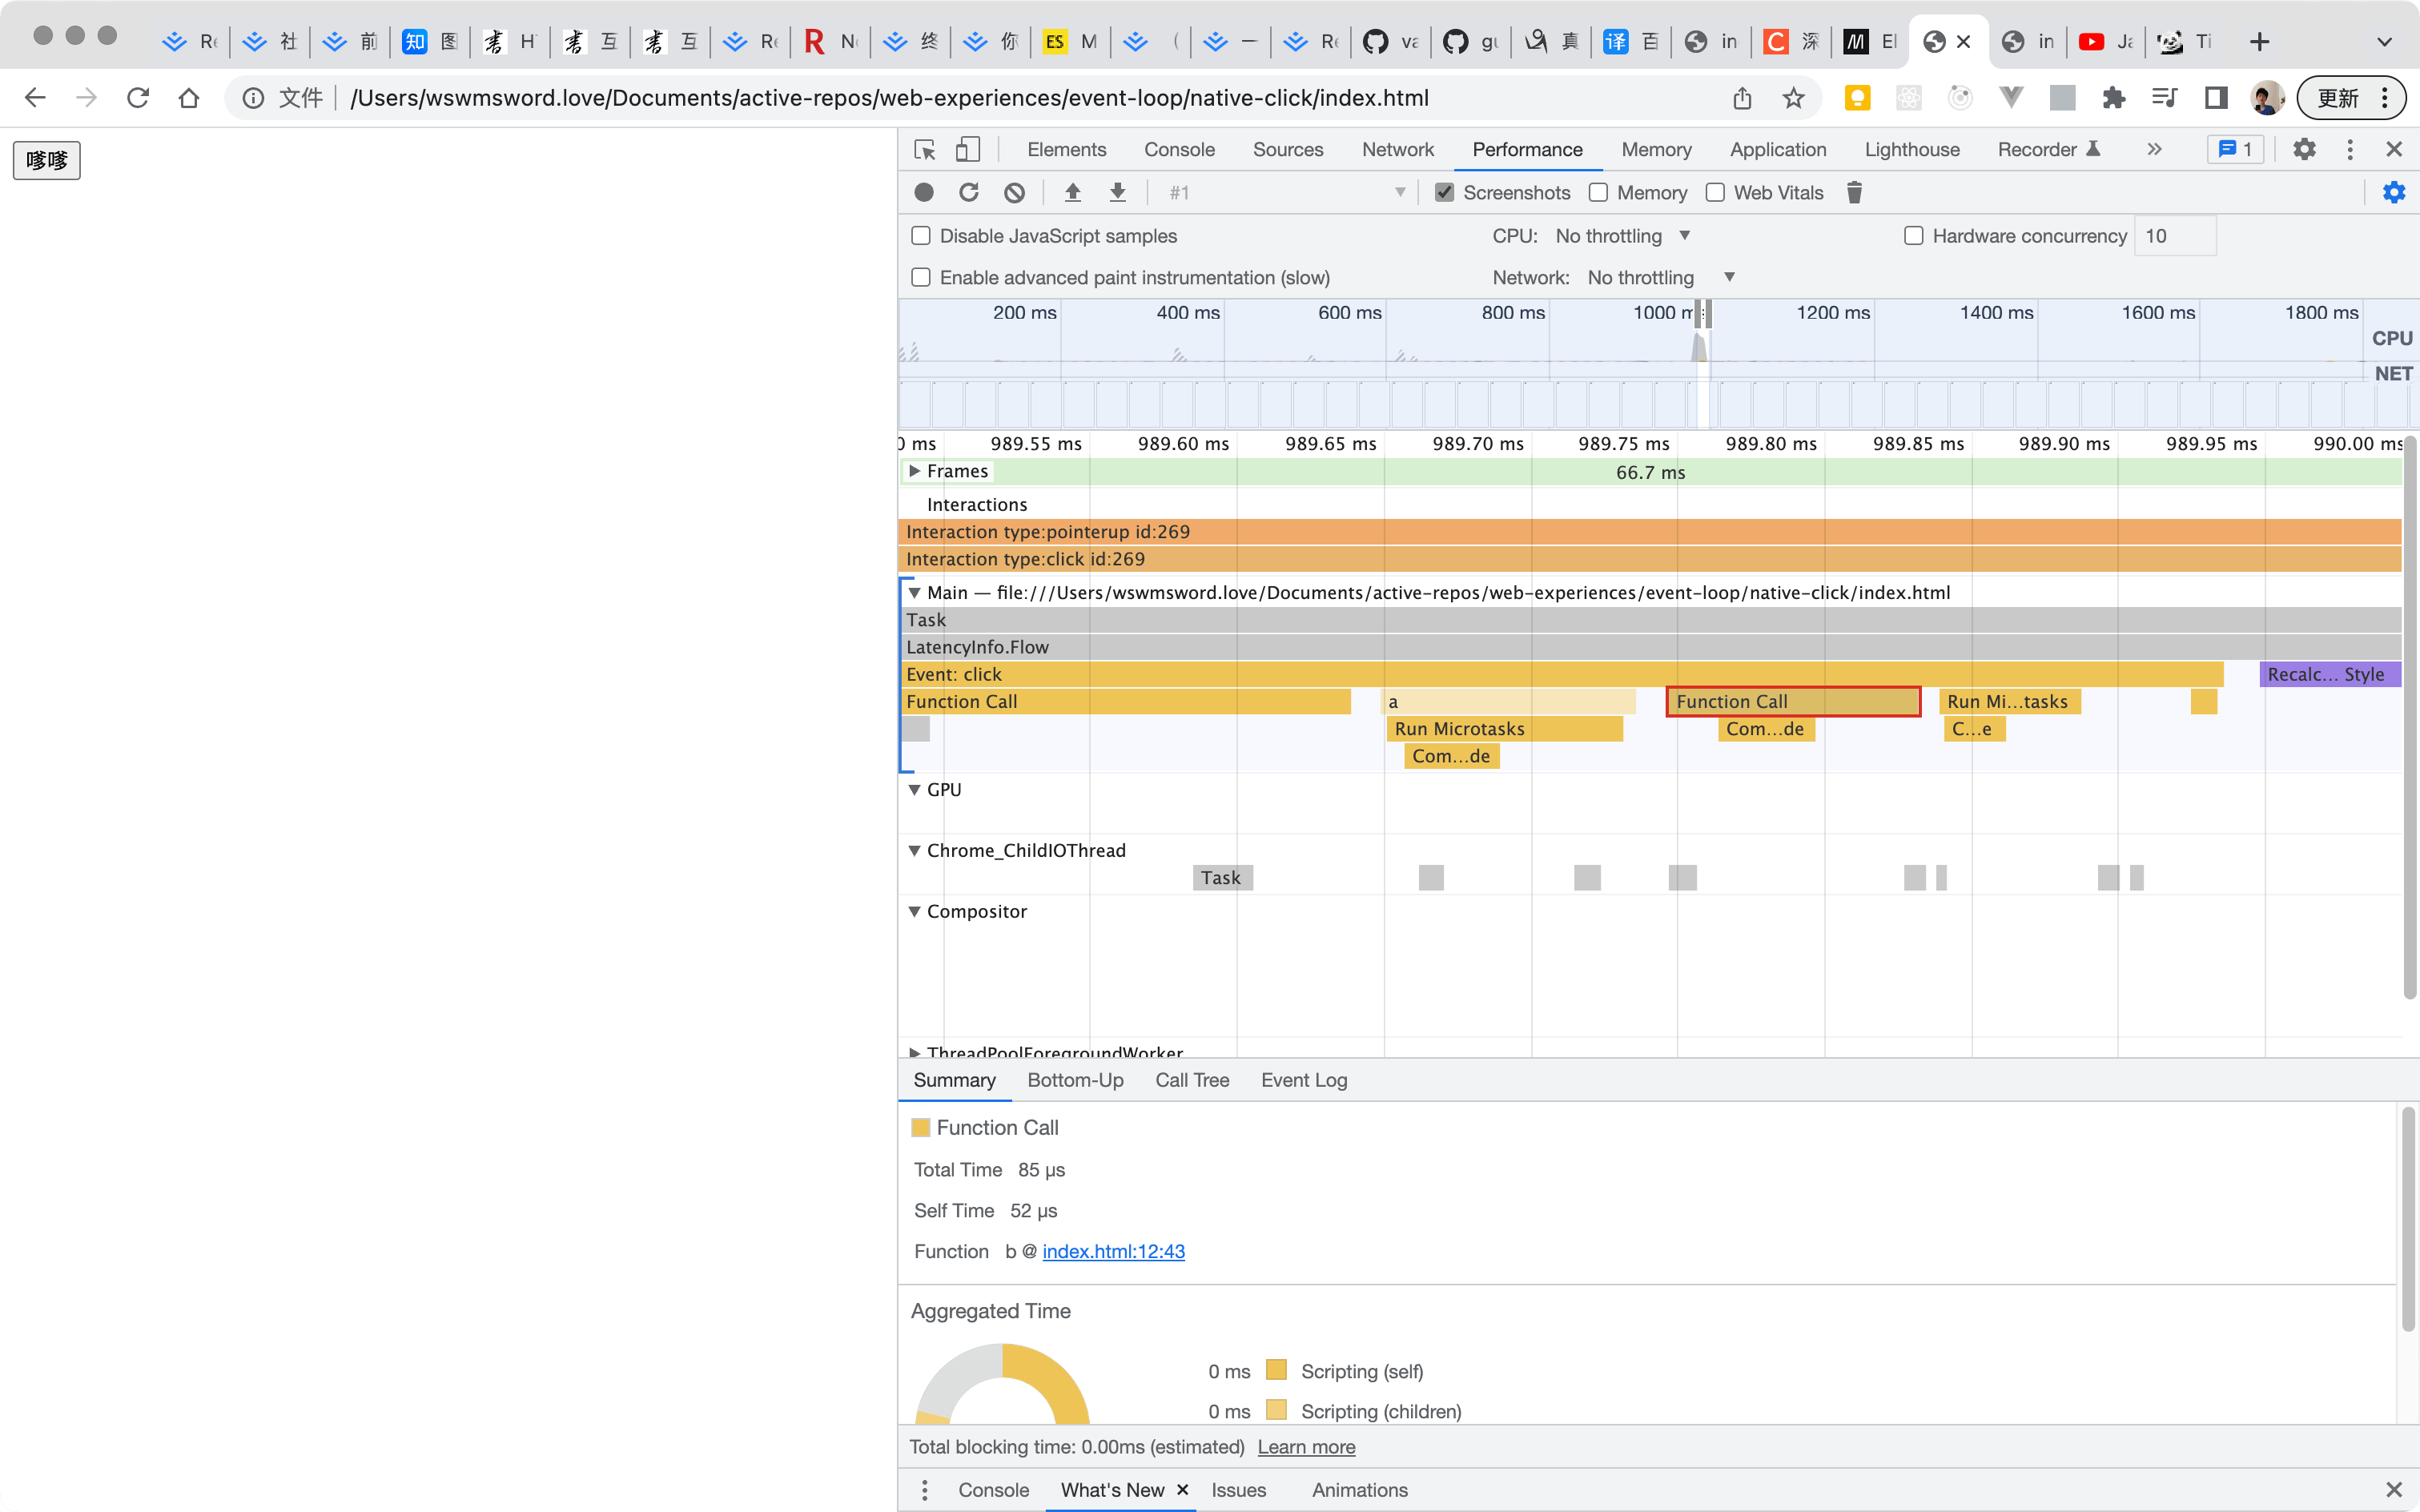 Re 社 前 知 图 H 互 互 Re R N 终 你 ES M ( 一 Re va gu 真 译 百 in C 深 M El in Ja Ti
文件 /Users/wswmsword.love/Documents/active-repos/web-experiences/event-loop/native-click/index.html 更新
嗲嗲
Elements Console Sources Network Performance Memory Application Lighthouse Recorder 1
#1 Screenshots Memory Web Vitals
Disable JavaScript samples CPU: No throttling Hardware concurrency 10
Enable advanced paint instrumentation (slow) Network: No throttling
200 ms 400 ms 600 ms 800 ms 1000 m 1200 ms 1400 ms 1600 ms 1800 ms
CPU
NET
0 ms 989.55 ms 989.60 ms 989.65 ms 989.70 ms 989.75 ms 989.80 ms 989.85 ms 989.90 ms 989.95 ms 990.00 ms
Frames 66.7 ms
Interactions
Interaction type:pointerup id:269
Interaction type:click id:269
Main — file:///Users/wswmsword.love/Documents/active-repos/web-experiences/event-loop/native-click/index.html
Task
LatencyInfo.Flow
Event: click Recalc… Style
Function Call a Function Call Run Mi…tasks
Run Microtasks Com…de C…e
Com…de
GPU
Chrome_ChildIOThread
Task
Compositor
ThreadPoolForegroundWorker
Summary Bottom-Up Call Tree Event Log
Function Call
Total Time 85 μs
Self Time 52 μs
Function b @ index.html:12:43
Aggregated Time
0 ms Scripting (self)
0 ms Scripting (children)
Total blocking time: 0.00ms (estimated) Learn more
Console What's New Issues Animations